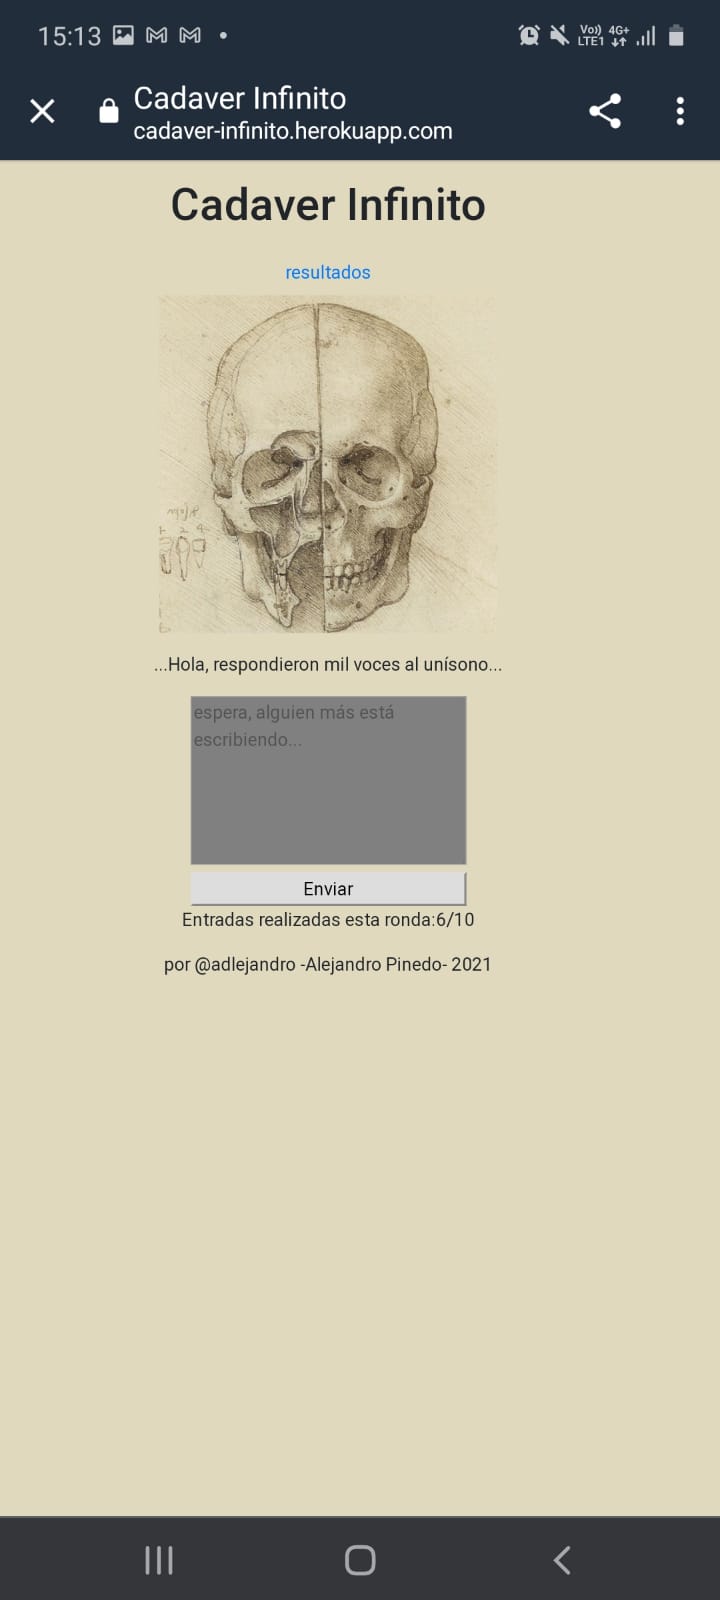 15:13
Vo)) 4G+
LTE1
Cadaver Infinito
cadaver-infinito.herokuapp.com
Cadaver Infinito
resultados
...Hola, respondieron mil voces al unísono...
espera, alguien más está
escribiendo...
Enviar
Entradas realizadas esta ronda:6/10
por @adlejandro -Alejandro Pinedo- 2021